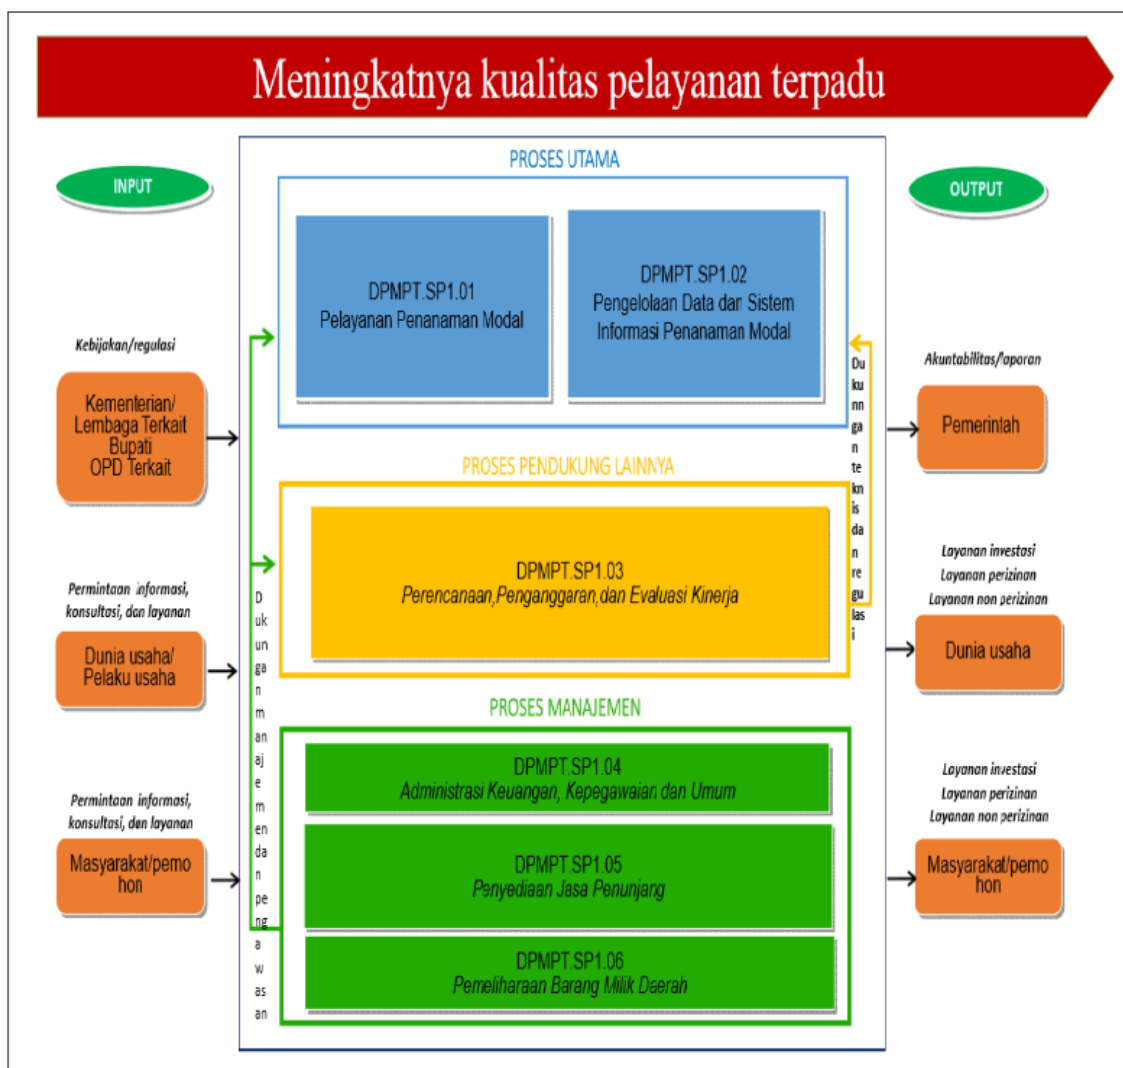 Meningkatnya kualitas pelayanan terpadu
INPUT
Kebijakan/regulasi
Kementerian/
Lembaga Terkait
Bupati
OPD Terkait
Permintaan informasi,
konsultasi, dan layanan
Dunia usaha/
Pelaku usaha
Permintaan informasi,
konsultasi, dan layanan
Masyarakat/pemo
hon
PROSES UTAMA
DPMPT.SP1.01
Pelayanan Penanaman Modal
DPMPT.SP1.02
Pengelolaan Data dan Sistem
Informasi Penanaman Modal
PROSES PENDUKUNG LAINNYA
DPMPT.SP1.03
Perencanaan,Penganggaran,dan Evaluasi Kinerja
PROSES MANAJEMEN
DPMPT.SP1.04
Administrasi Keuangan, Kepegawaian dan Umum
DPMPT.SP1.05
Penyediaan Jasa Penunjang
DPMPT.SP1.06
Pemeliharaan Barang Milik Daerah
D
uk
un
ga
n
m
an
aj
e
m
en
da
n
pe
ng
a
w
as
an
Du
ku
nn
ga
n
te
kn
is
da
n
re
gu
las
i
OUTPUT
Akuntabilitas/laporan
Pemerintah
Layanan investasi
Layanan perizinan
Layanan non perizinan
Dunia usaha
Layanan investasi
Layanan perizinan
Layanan non perizinan
Masyarakat/pemo
hon